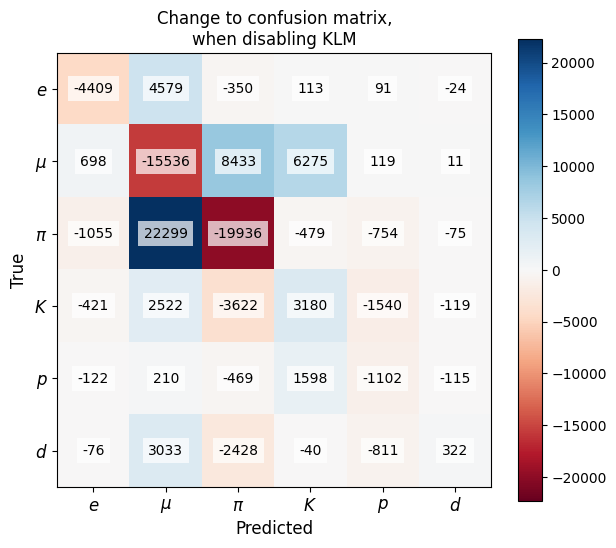 Change to confusion matrix,
when disabling KLM
True
e -4409 4579 -350 113 91 -24
μ 698 -15536 8433 6275 119 11
π -1055 22299 -19936 -479 -754 -75
K -421 2522 -3622 3180 -1540 -119
p -122 210 -469 1598 -1102 -115
d -76 3033 -2428 -40 -811 322
e μ π K p d
Predicted
20000
15000
10000
5000
0
−5000
−10000
−15000
−20000